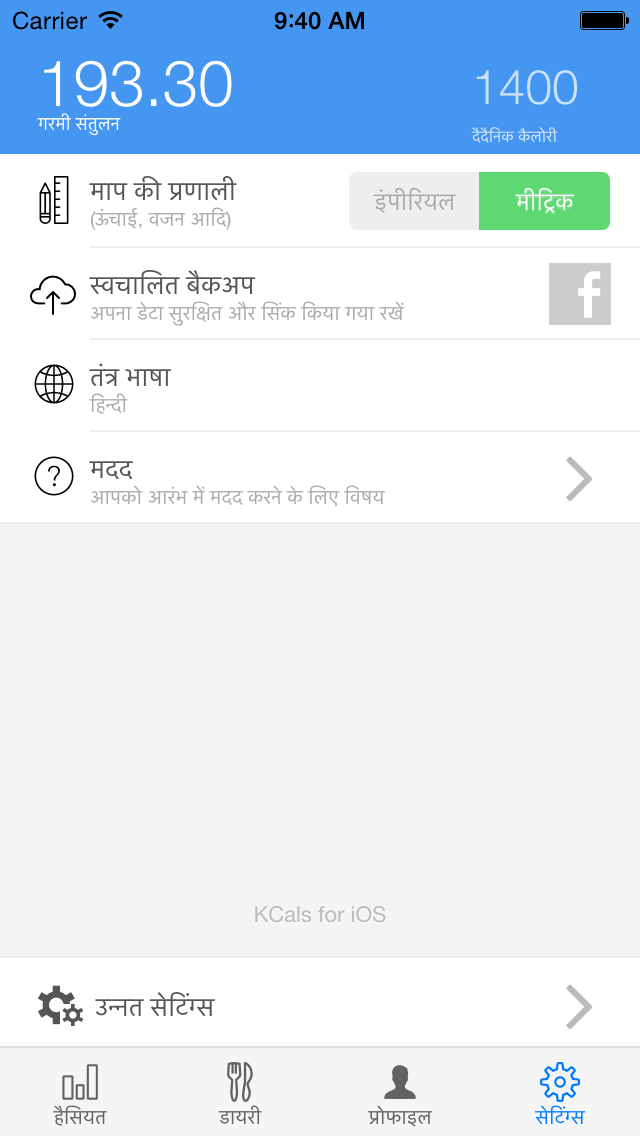 Carrier 9:40 AM
193.30 1400
गरमी संतुलन दैदैनिक कैलोरी
माप की प्रणाली
(ऊंचाई, वजन आदि)
इंपीरियल मीट्रिक
स्वचालित बैकअप
अपना डेटा सुरक्षित और सिंक किया गया रखें
f
तंत्र भाषा
हिन्दी
?
मदद
आपको आरंभ में मदद करने के लिए विषय
KCals for iOS
उन्नत सेटिंग्स
हैसियत डायरी प्रोफाइल सेटिंग्स